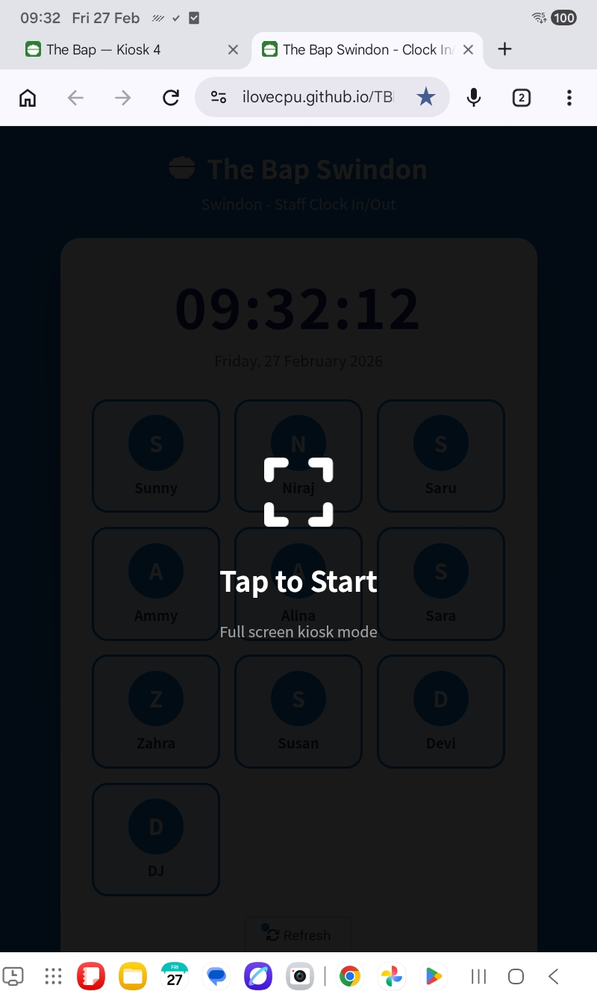 09:32 Fri 27 Feb 100
The Bap — Kiosk 4
The Bap Swindon - Clock In/
ilovecpu.github.io/TB
2
The Bap Swindon
Swindon - Staff Clock In/Out
09:32:12
Friday, 27 February 2026
S N S
Sunny Niraj Saru
A A S
Tap to Start
Ammy Alina Sara
Full screen kiosk mode
Z S D
Zahra Susan Devi
D
DJ
Refresh
FRI
27